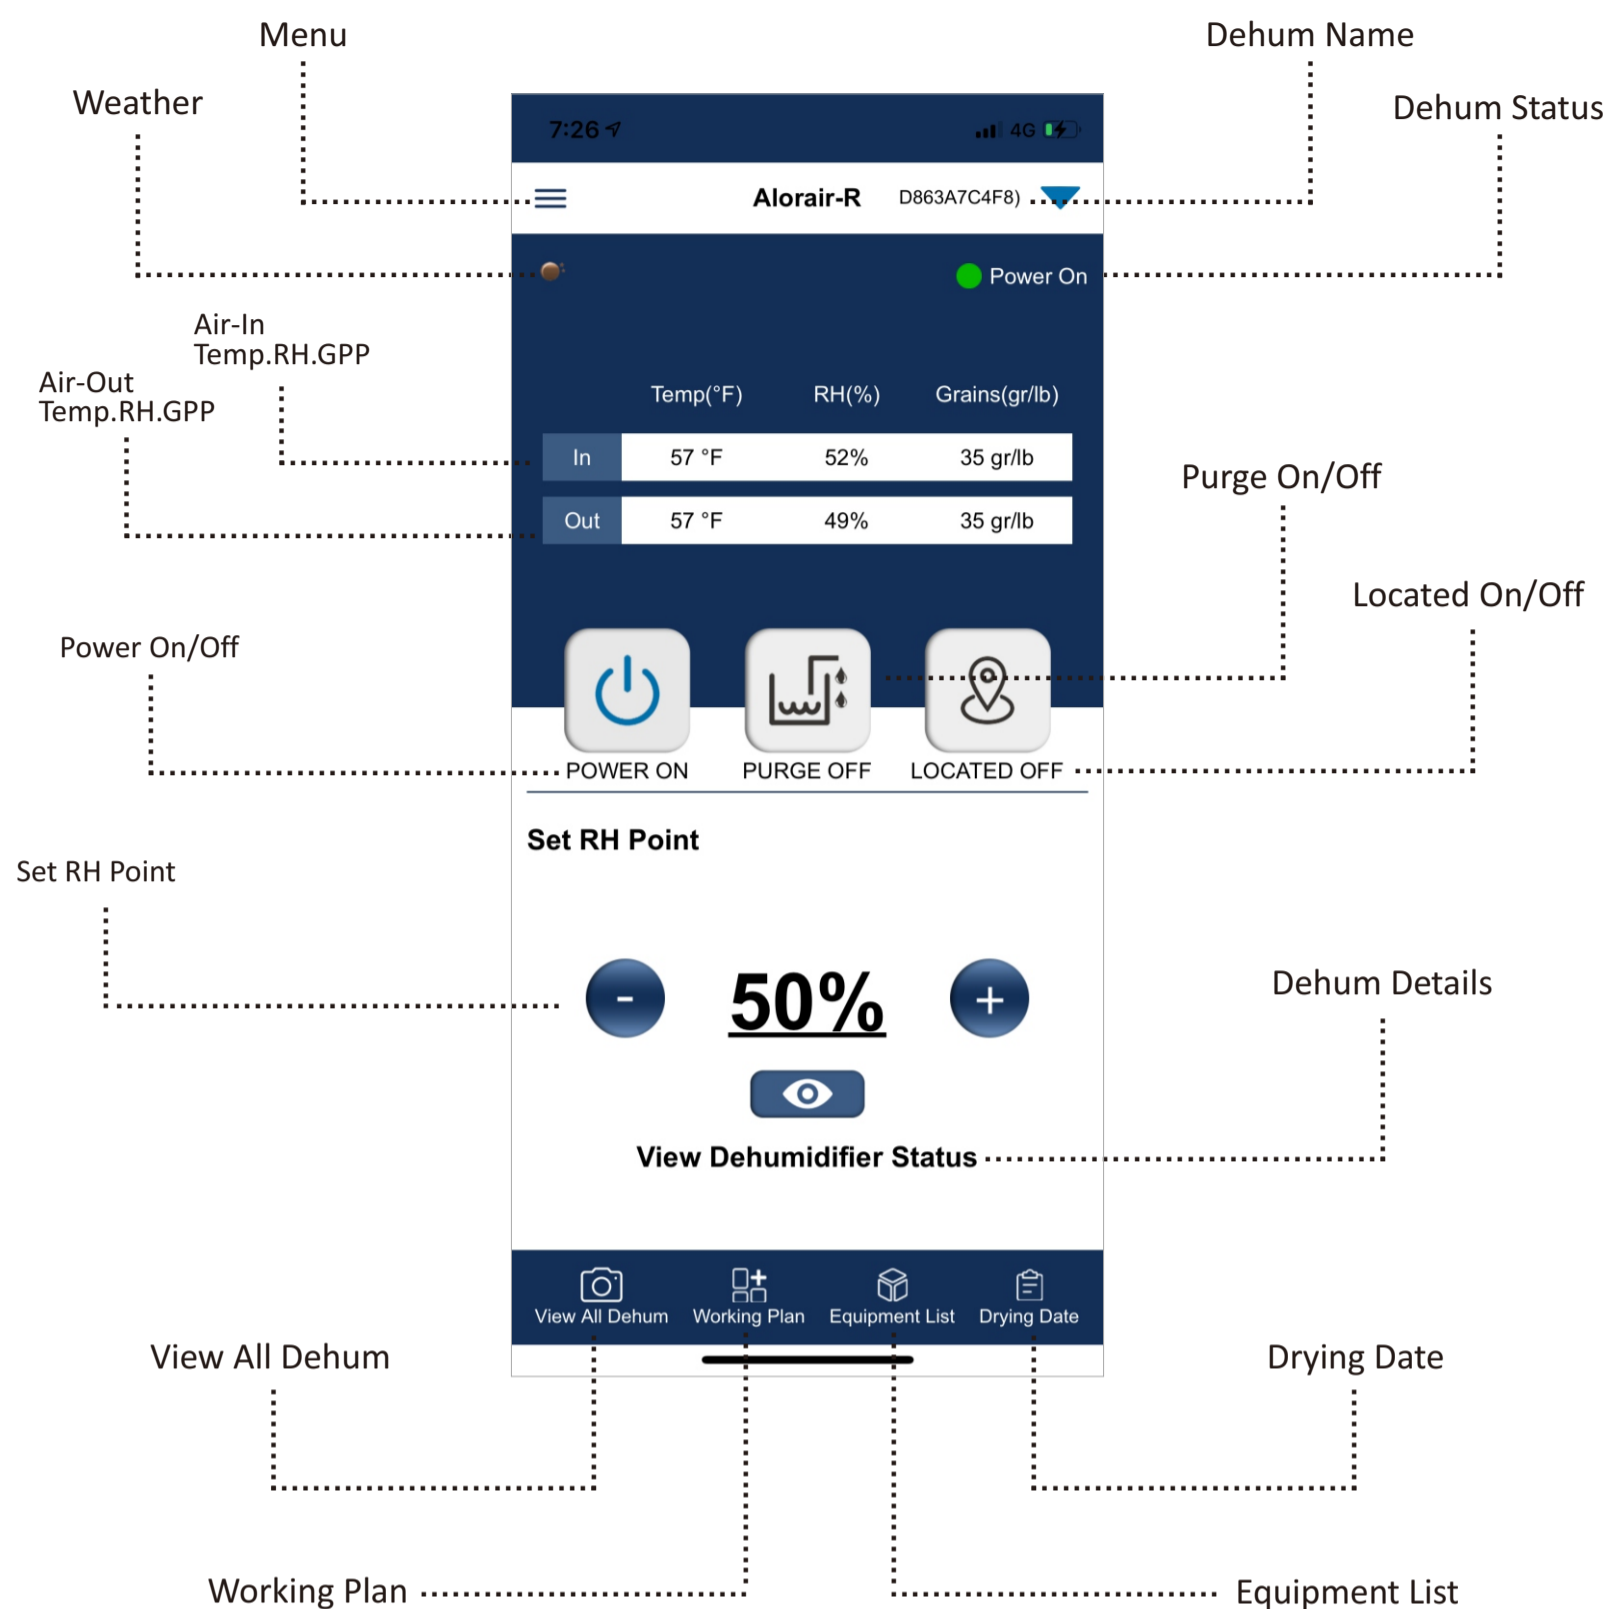 Menu
Dehum Name
Weather
Dehum Status
7:26
4G
Alorair-R D863A7C4F8)
Power On
Air-In
Temp.RH.GPP
Air-Out
Temp.RH.GPP
Temp(°F) RH(%) Grains(gr/lb)
In 57 °F 52% 35 gr/lb
Out 57 °F 49% 35 gr/lb
Purge On/Off
Located On/Off
Power On/Off
POWER ON PURGE OFF LOCATED OFF
Set RH Point
Set RH Point
- 50% +
Dehum Details
View Dehumidifier Status
View All Dehum Working Plan Equipment List Drying Date
View All Dehum
Drying Date
Working Plan
Equipment List